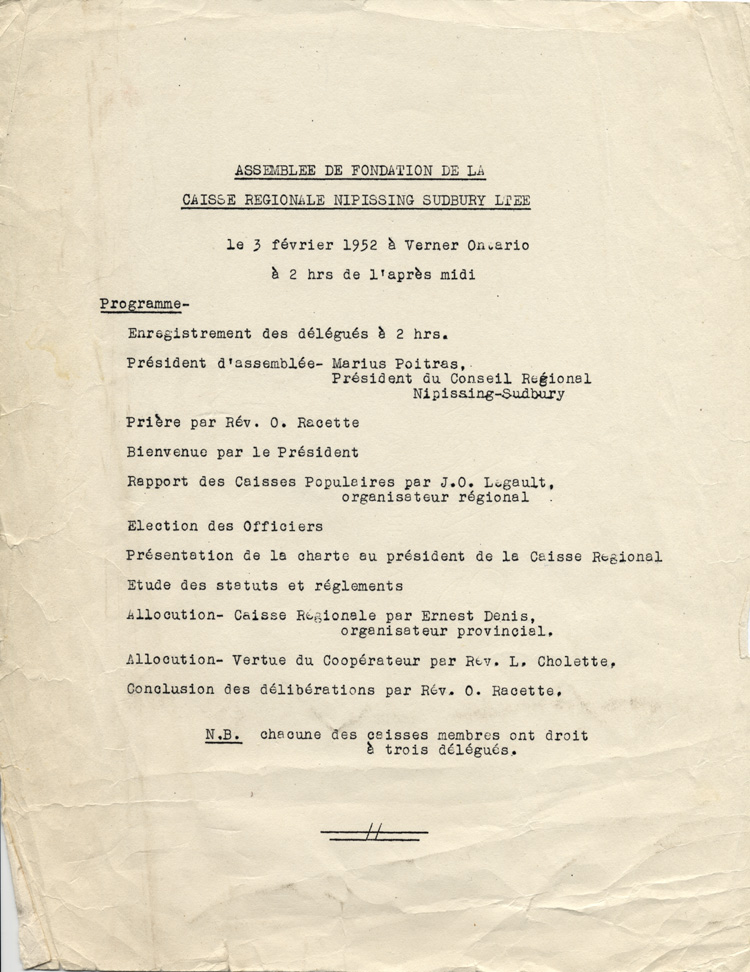 ASSEMBLEE DE FONDATION DE LA
CAISSE REGIONALE NIPISSING SUDBURY LTEE
le 3 février 1952 à Verner Ontario
à 2 hrs de l'après midi
Programme-
Enregistrement des délégués à 2 hrs.
Président d'assemblée- Marius Poitras,
Président du Conseil Regional
Nipissing-Sudbury
Prière par Rév. O. Racette
Bienvenue par le Président
Rapport des Caisses Populaires par J.O. Legault,
organisateur régional .
Election des Officiers
Présentation de la charte au président de la Caisse Regional
Etude des statuts et réglements
Allocution- Caisse Régionale par Ernest Denis,
organisateur provincial.
Allocution- Vertue du Coopérateur par Rev. L. Cholette,
Conclusion des délibérations par Rév. O. Racette.
N.B. chacune des caisses membres ont droit
à trois délégués.
//